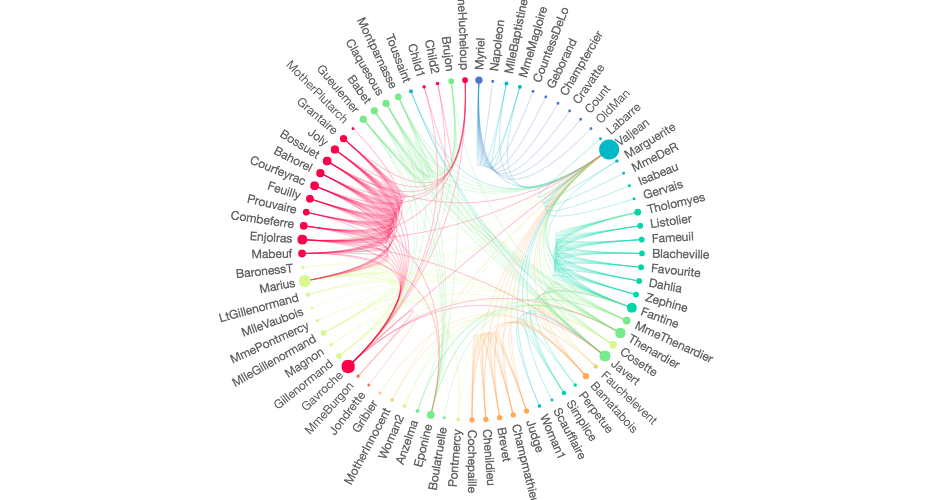 Myriel
Napoleon
MlleBaptistine
MmeMagloire
CountessDeLo
Geborand
Champtercier
Cravatte
Count
OldMan
Labarre
Valjean
Marguerite
MmeDeR
Isabeau
Gervais
Tholomyes
Listolier
Fameuil
Blacheville
Favourite
Dahlia
Zephine
Fantine
MmeThenardier
Thenardier
Cosette
Javert
Fauchelevent
Bamatabois
Perpetue
Simplice
Scaufflaire
Woman1
Judge
Champmathieu
Brevet
Chenildieu
Cochepaille
Pontmercy
Boulatruelle
Eponine
Anzelma
Woman2
MotherInnocent
Gribier
Jondrette
MmeBurgon
Gavroche
Gillenormand
Magnon
MlleGillenormand
MmePontmercy
MlleVaubois
LtGillenormand
Marius
BaronessT
Mabeuf
Enjolras
Combeferre
Prouvaire
Feuilly
Courfeyrac
Bahorel
Bossuet
Joly
Grantaire
MotherPlutarch
Gueulemer
Babet
Claquesous
Montparnasse
Toussaint
Child1
Child2
Brujon
meHucheloup